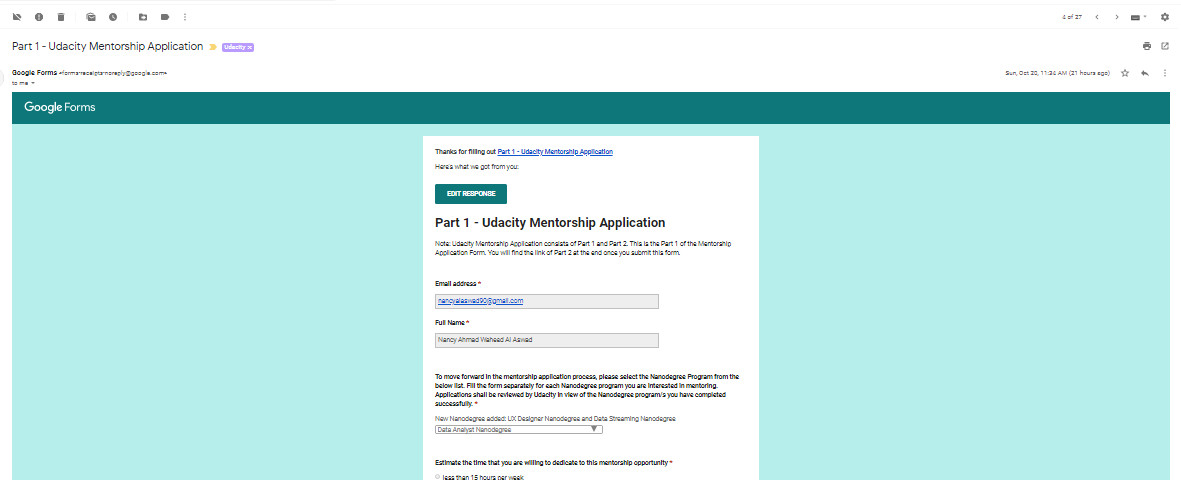 4 of 27
Part 1 - Udacity Mentorship Application
Udacity x
Google Forms <forms-receipts-noreply@google.com>
Sun, Oct 20, 11:34 AM (21 hours ago)
to me
Google Forms
Thanks for filling out Part 1 - Udacity Mentorship Application
Here's what we got from you:
EDIT RESPONSE
Part 1 - Udacity Mentorship Application
Note: Udacity Mentorship Application consists of Part 1 and Part 2. This is the Part 1 of the Mentorship
Application Form. You will find the link of Part 2 at the end once you submit this form.
Email address *
nancyalaswad90@gmail.com
Full Name *
Nancy Ahmad Waheed Al Aswad
To move forward in the mentorship application process, please select the Nanodegree Program from the
below list. Fill the form separately for each Nanodegree program you are interested in mentoring.
Applications shall be reviewed by Udacity in view of the Nanodegree program/s you have completed
successfully. *
New Nanodegree added: UX Designer Nanodegree and Data Streaming Nanodegree
Data Analyst Nanodegree
Estimate the time that you are willing to dedicate to this mentorship opportunity *
less than 15 hours per week